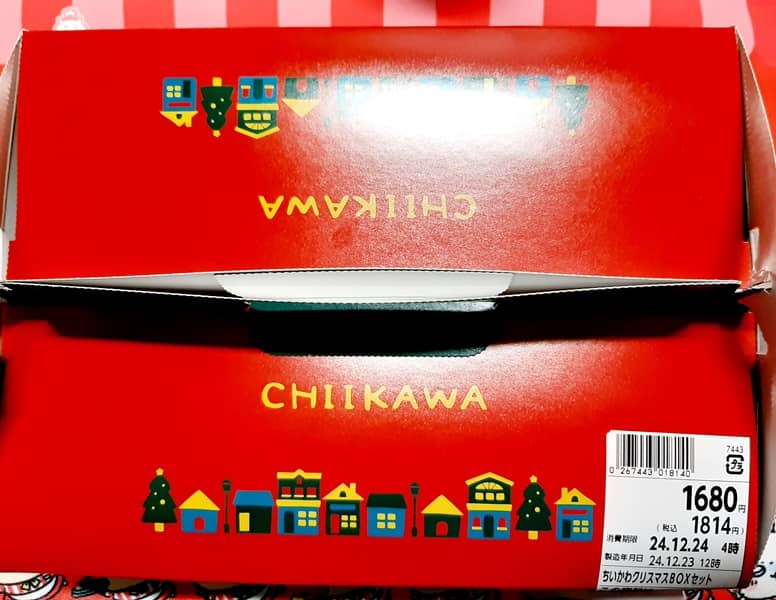 CHIIKAWA
CHIIKAWA
7443
0 267443 018140
プラ
1680円
(税込 1814円)
消費期限 24.12.24 4時
製造年月日 24.12.23 12時
ちいかわクリスマスBOXセット